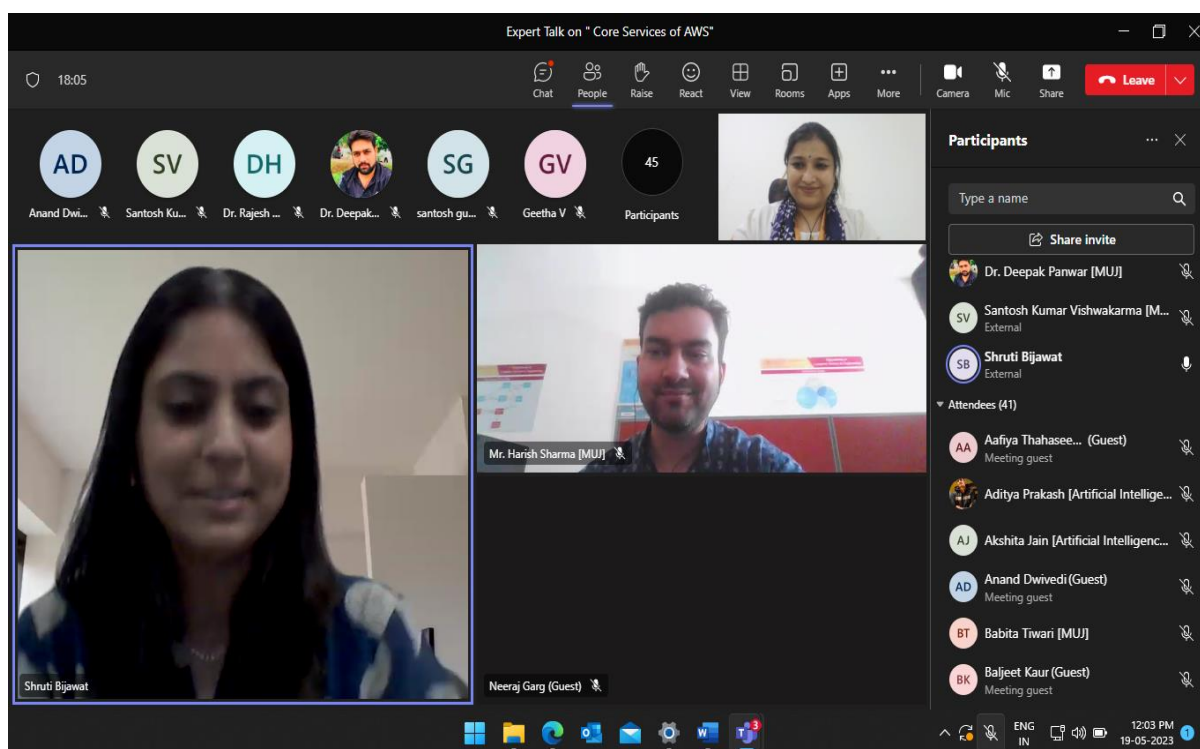 Expert Talk on " Core Services of AWS"
18:05
Chat
People
Raise
React
View
Rooms
Apps
More
Camera
Mic
Share
Leave
AD
SV
DH
SG
GV
45
Anand Dwi...
Santosh Ku...
Dr. Rajesh ...
Dr. Deepak...
santosh gu...
Geetha V
Participants
Shruti Bijawat
Mr. Harish Sharma [MUJ]
Neeraj Garg (Guest)
Participants
Type a name
Share invite
Dr. Deepak Panwar [MUJ]
SV
Santosh Kumar Vishwakarma [M...
External
SB
Shruti Bijawat
External
Attendees (41)
AA
Aafiya Thahasee... (Guest)
Meeting guest
Aditya Prakash [Artificial Intellige...
AJ
Akshita Jain [Artificial Intelligenc...
AD
Anand Dwivedi (Guest)
Meeting guest
BT
Babita Tiwari [MUJ]
BK
Baljeet Kaur (Guest)
Meeting guest
3
ENG
IN
12:03 PM
19-05-2023
1